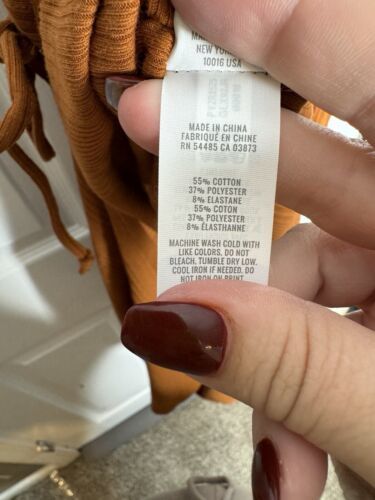 NEW YORK
10016 USA
MADE IN CHINA
FABRIQUÉ EN CHINE
RN 54485 CA 03873
55% COTTON
37% POLYESTER
8% ELASTANE
55% COTON
37% POLYESTER
8% ÉLASTHANNE
MACHINE WASH COLD WITH
LIKE COLORS. DO NOT
BLEACH. TUMBLE DRY LOW.
COOL IRON IF NEEDED. DO
NOT IRON ON PRINT.